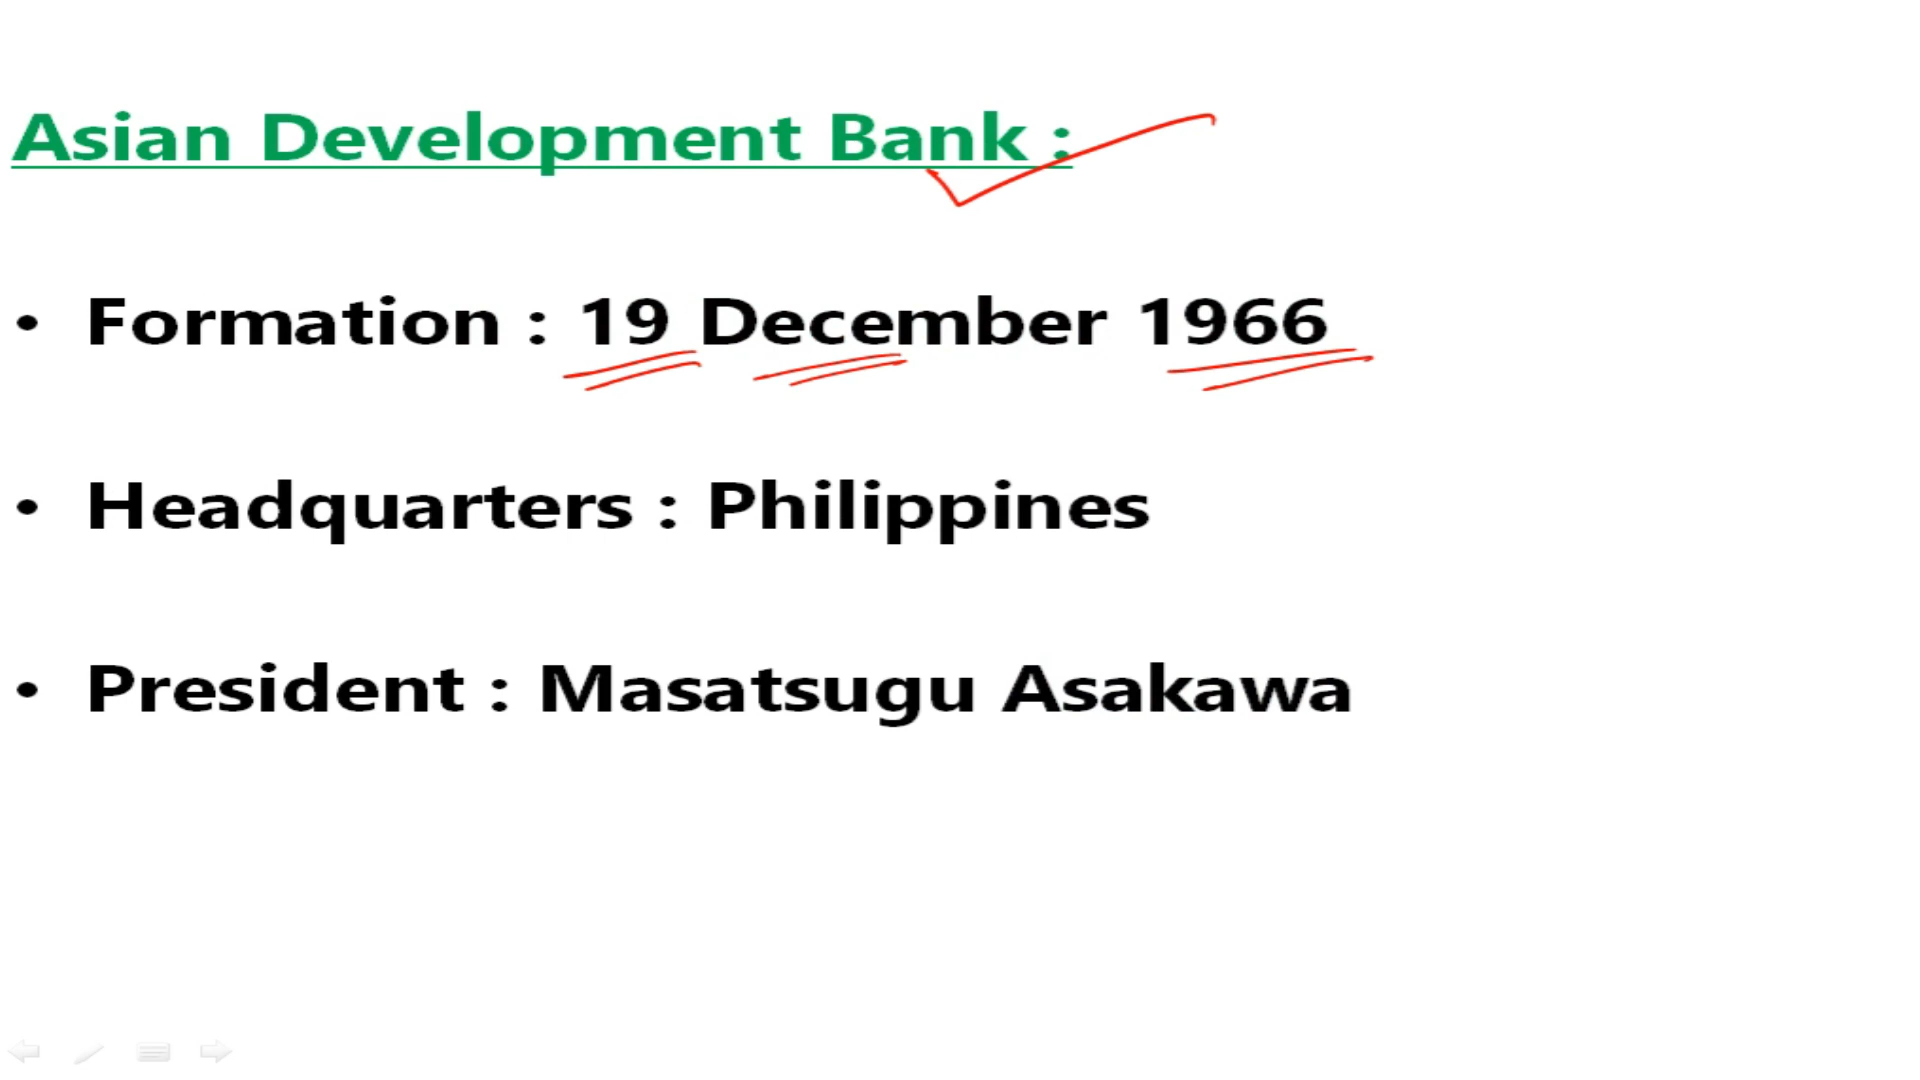 Asian Development Bank :
• Formation : 19 December 1966
• Headquarters : Philippines
• President : Masatsugu Asakawa